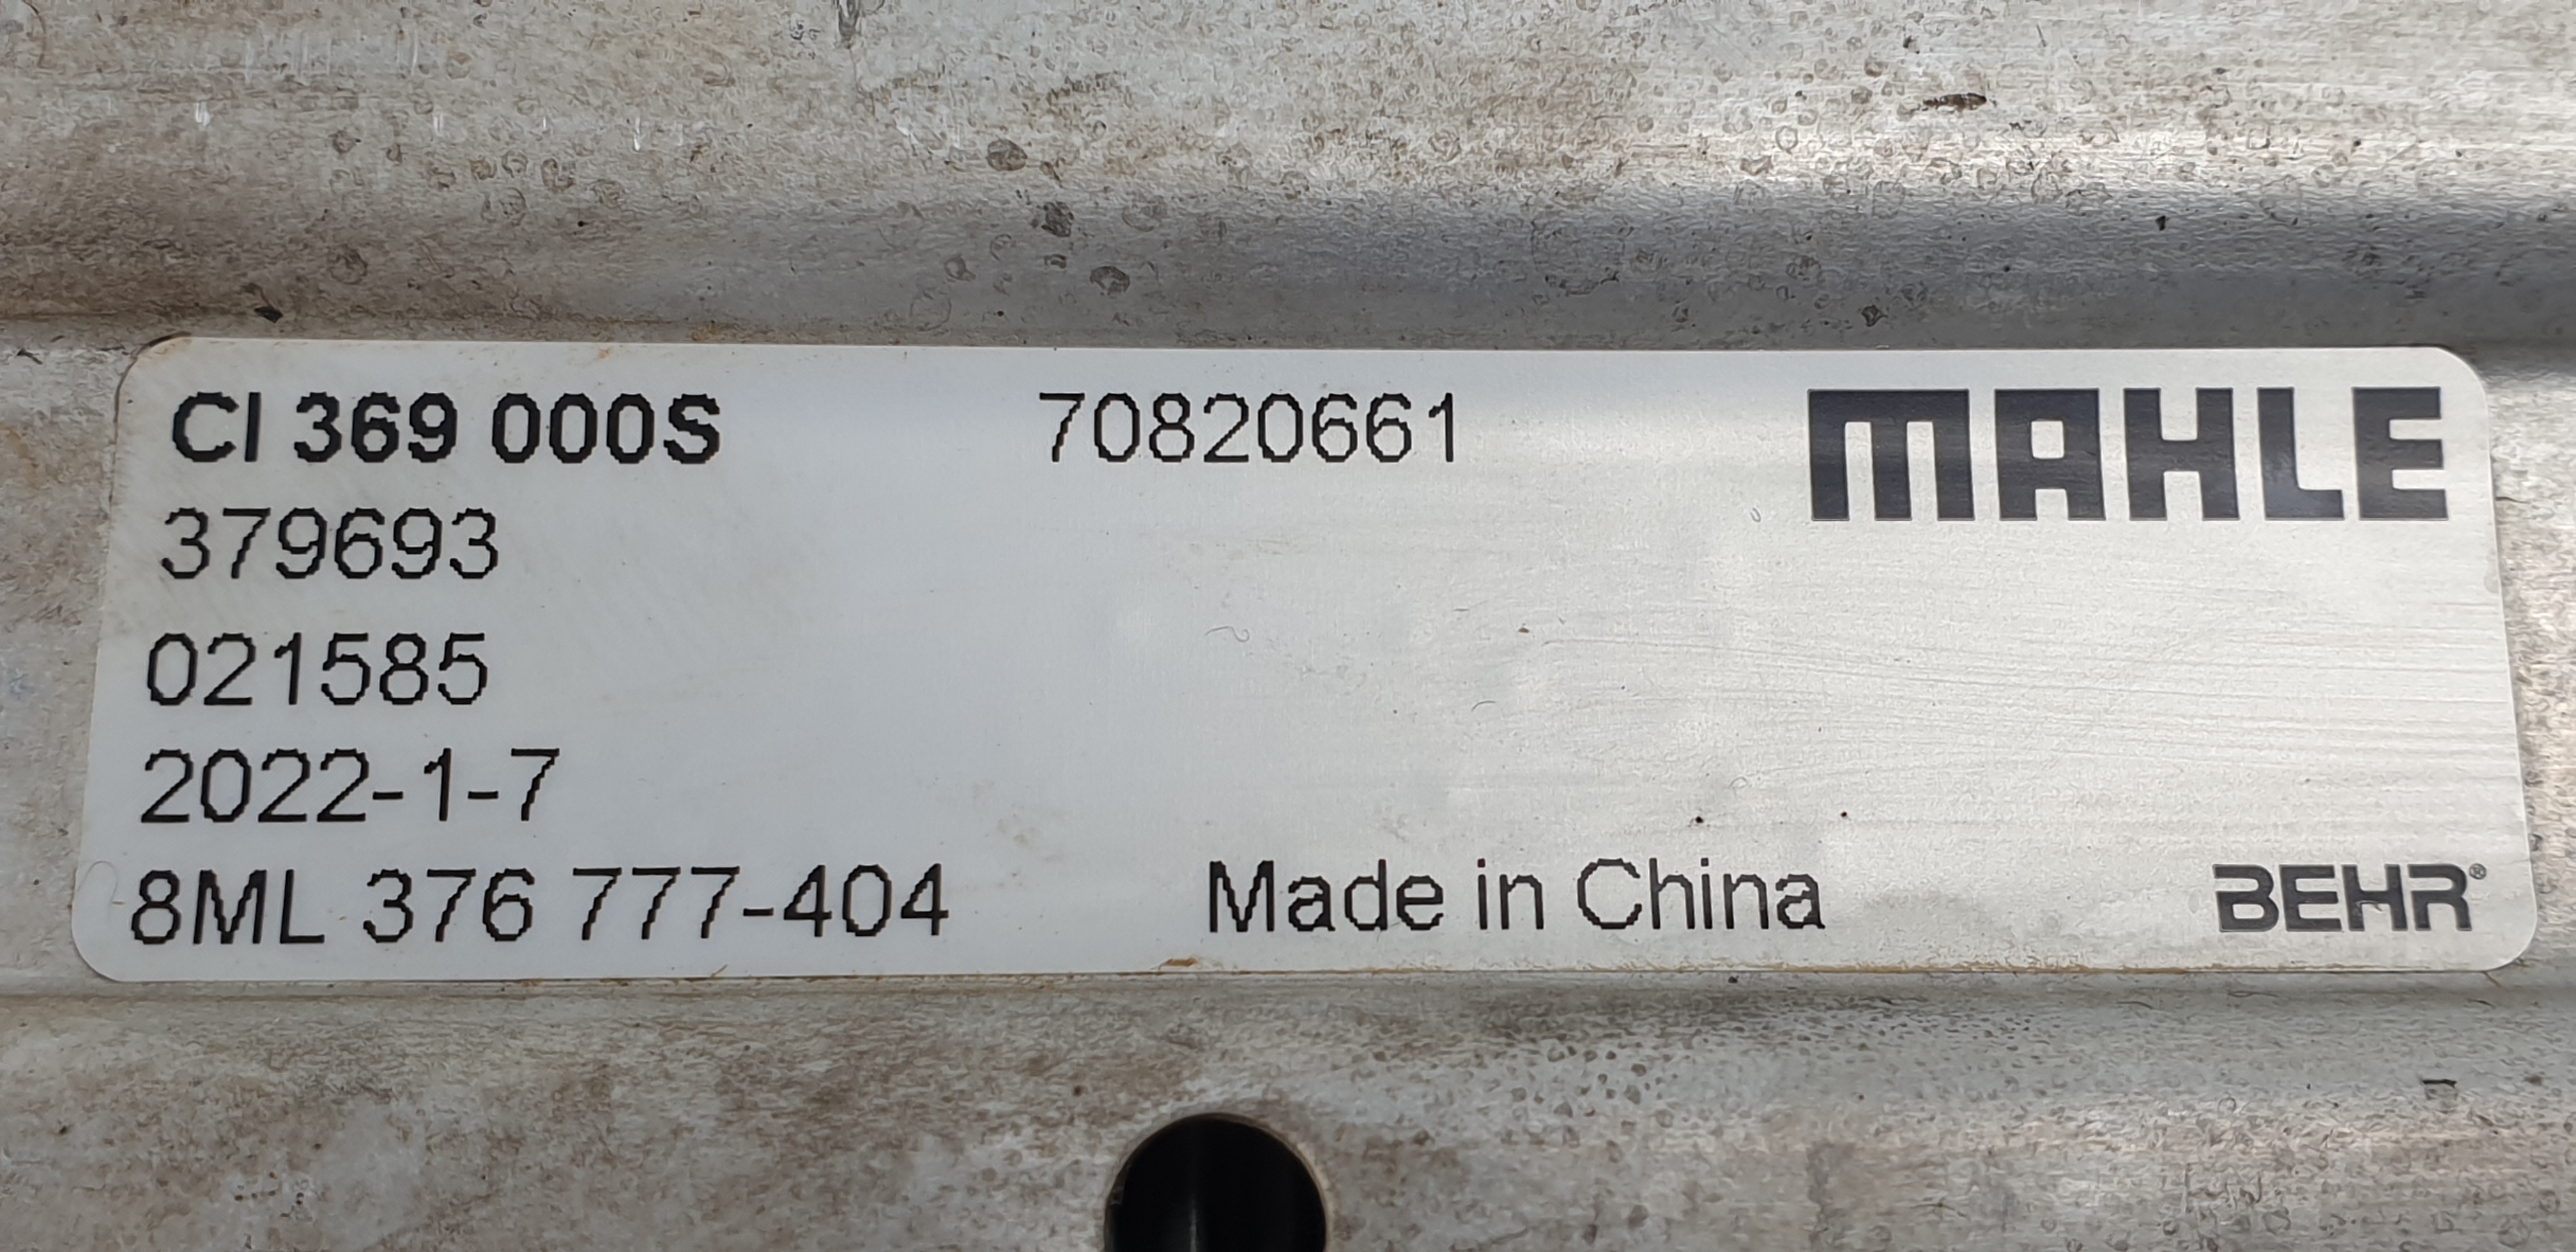 CI 369 000S 70820661 MAHLE
379693
021585
2022-1-7
8ML 376 777-404 Made in China BEHR®